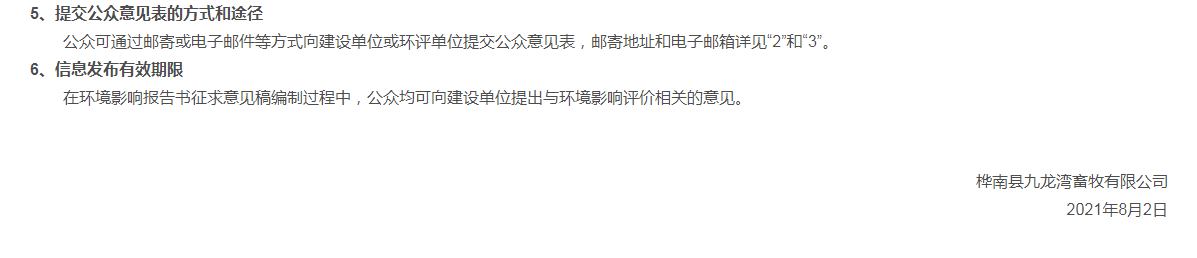 5、提交公众意见表的方式和途径
公众可通过邮寄或电子邮件等方式向建设单位或环评单位提交公众意见表，邮寄地址和电子邮箱详见“2”和“3”。
6、信息发布有效期限
在环境影响报告书征求意见稿编制过程中，公众均可向建设单位提出与环境影响评价相关的意见。
桦南县九龙湾畜牧有限公司
2021年8月2日